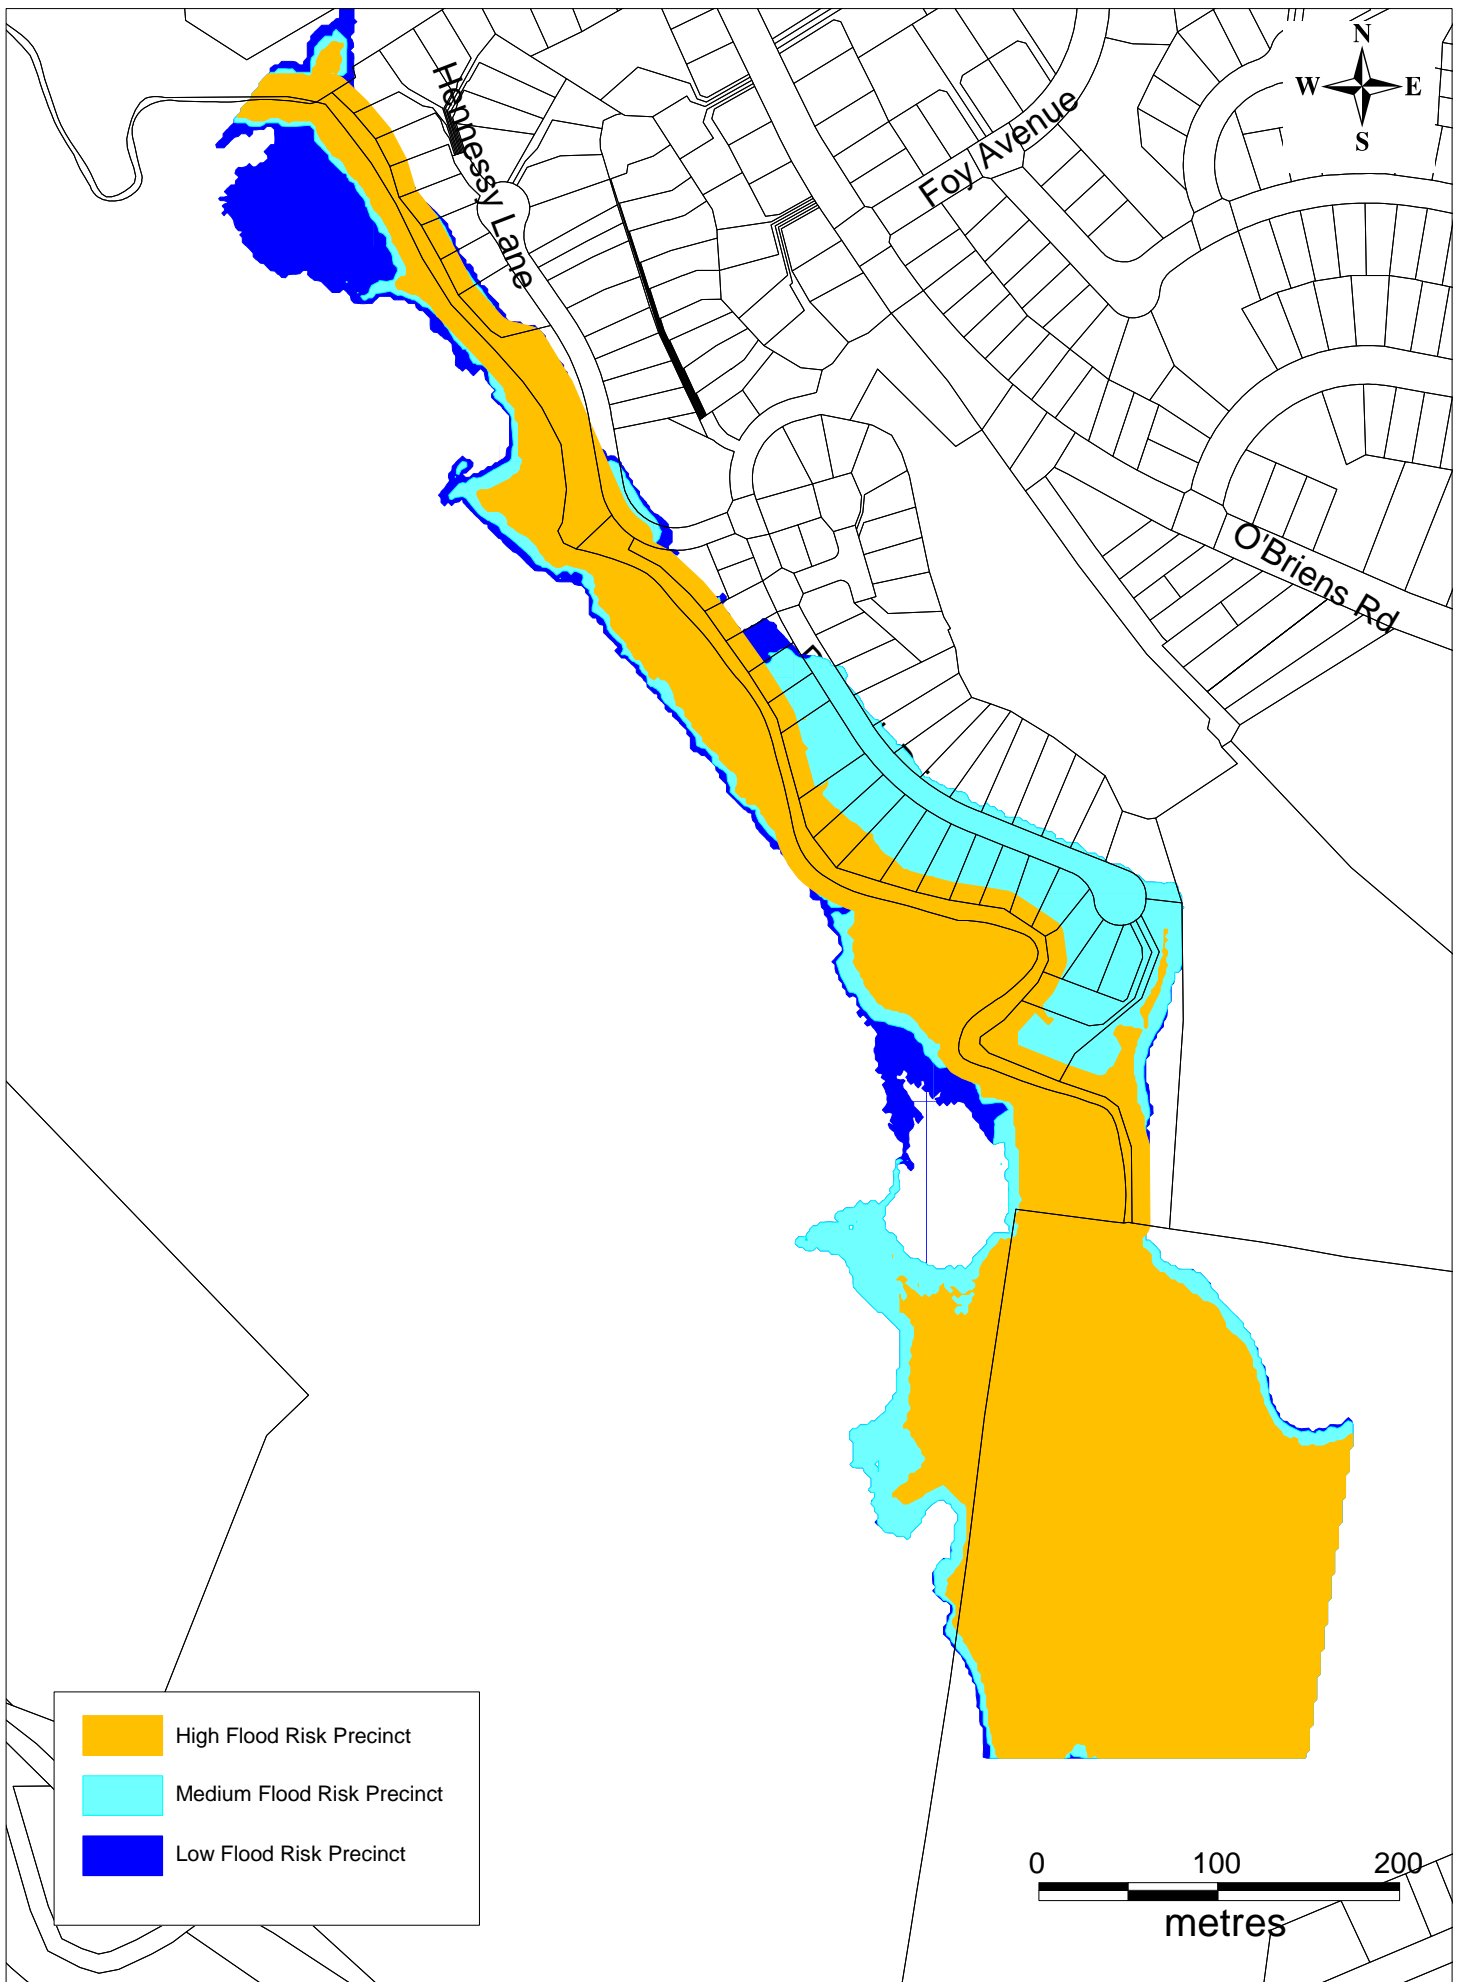 N
W E
S
Hennessy Lane
Foy Avenue
O'Briens Rd
High Flood Risk Precinct
Medium Flood Risk Precinct
Low Flood Risk Precinct
0 100 200
metres